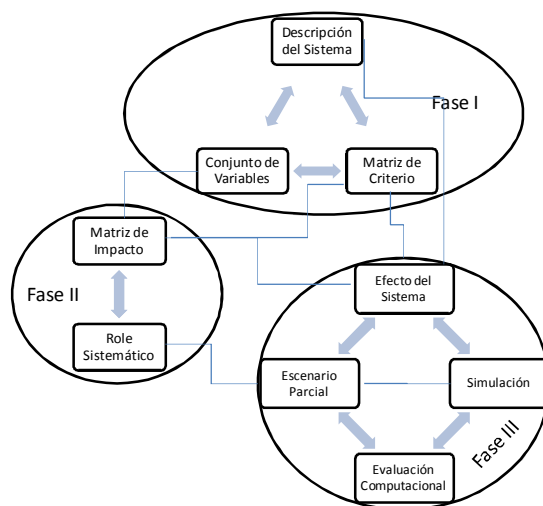 Descripción
del Sistema
Fase I
Conjunto de
Variables
Matriz de
Criterio
Matriz de
Impacto
Fase II
Role
Sistemático
Efecto del
Sistema
Escenario
Parcial
Simulación
Fase III
Evaluación
Computacional